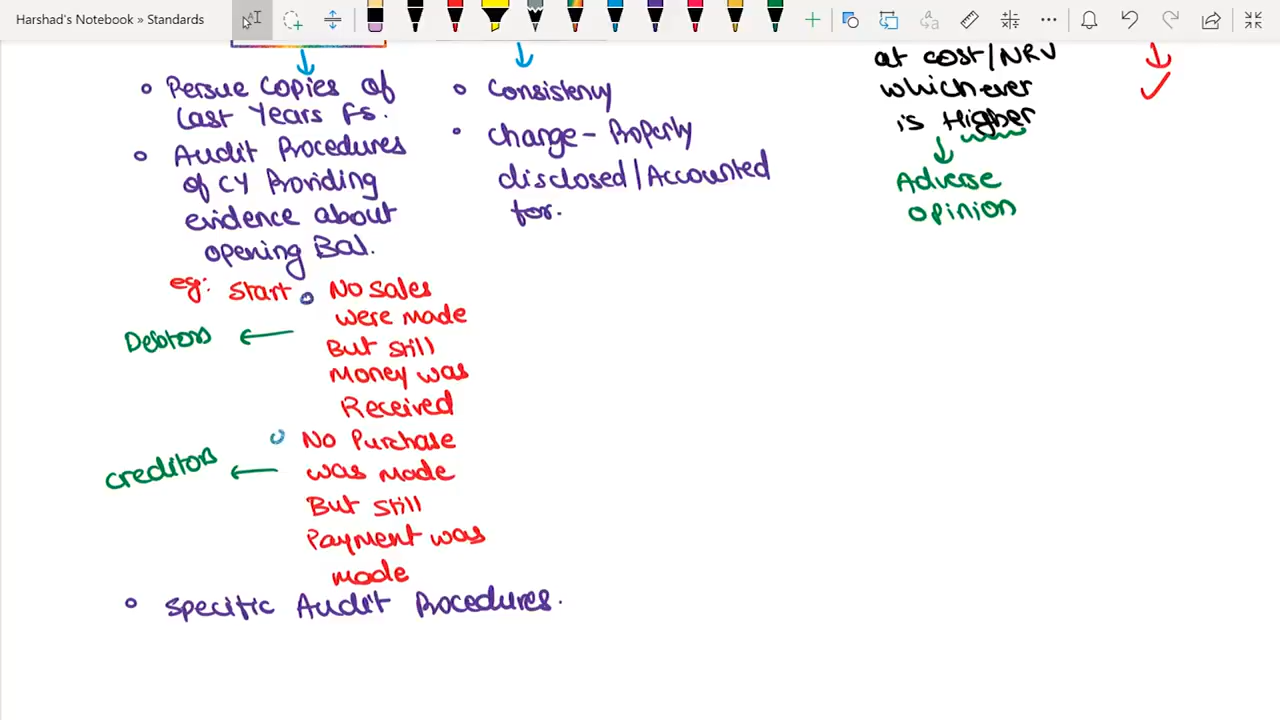 Harshad's Notebook » Standards
Persue Copies of
Last Years Fs.
Audit Procedures
of CY Providing
evidence about
opening Bal.
eg: Start
No sales
were made
But still
Money was
Received
Debtors
No Purchase
was made
But still
Payment was
made
creditors
Specific Audit Procedures.
Consistency
change - Properly
disclosed/Accounted
for.
at cost/NRV
whichever
is Higher
Adverse
opinion